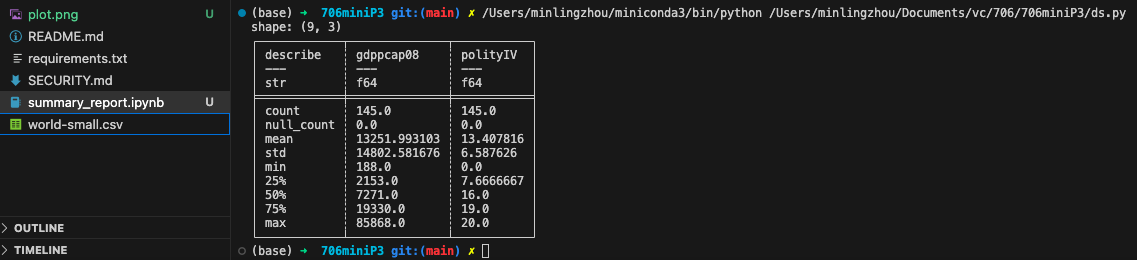 plot.png U
README.md
requirements.txt
SECURITY.md
summary_report.ipynb U
world-small.csv
OUTLINE
TIMELINE
(base) ➜ 706miniP3 git:(main) ✗ /Users/minlingzhou/miniconda3/bin/python /Users/minlingzhou/Documents/vc/706/706miniP3/ds.py
shape: (9, 3)
describe gdppcap08 polityIV
--- --- ---
str f64 f64
count 145.0 145.0
null_count 0.0 0.0
mean 13251.993103 13.407816
std 14802.581676 6.587626
min 188.0 0.0
25% 2153.0 7.6666667
50% 7271.0 16.0
75% 19330.0 19.0
max 85868.0 20.0
(base) ➜ 706miniP3 git:(main) ✗